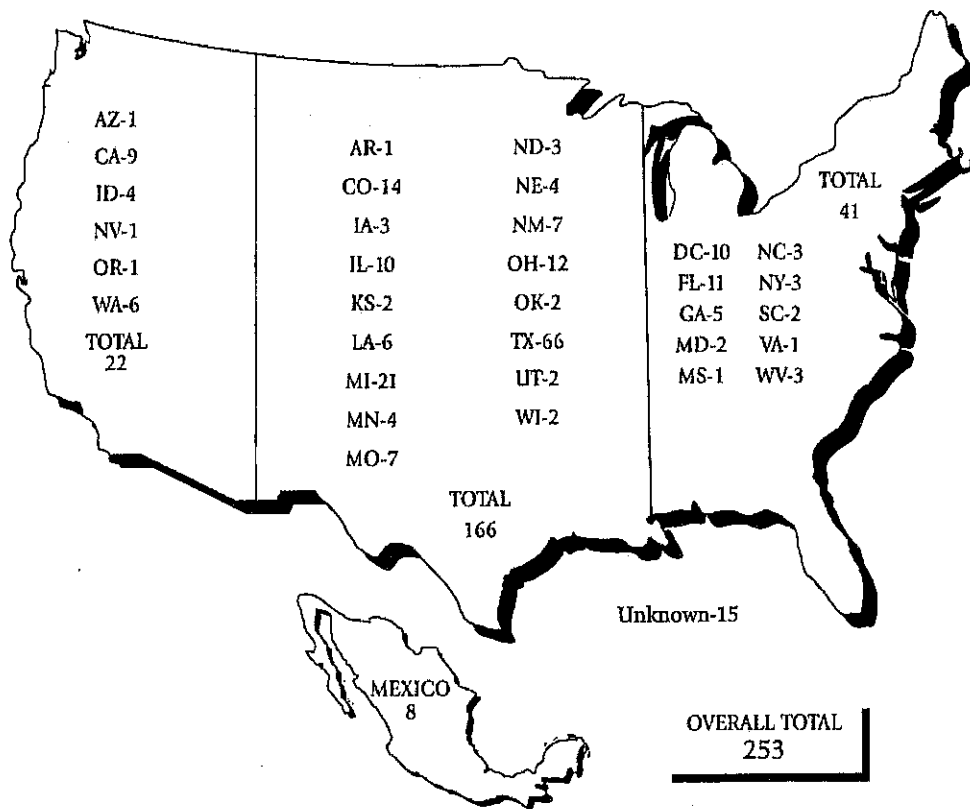 AZ-1
CA-9
ID-4
NV-1
OR-1
WA-6
TOTAL
22
AR-1
CO-14
IA-3
IL-10
KS-2
LA-6
MI-21
MN-4
MO-7
ND-3
NE-4
NM-7
OH-12
OK-2
TX-66
UT-2
WI-2
TOTAL
166
TOTAL
41
DC-10
FL-11
GA-5
MD-2
MS-1
NC-3
NY-3
SC-2
VA-1
WV-3
Unknown-15
MEXICO
8
OVERALL TOTAL
253